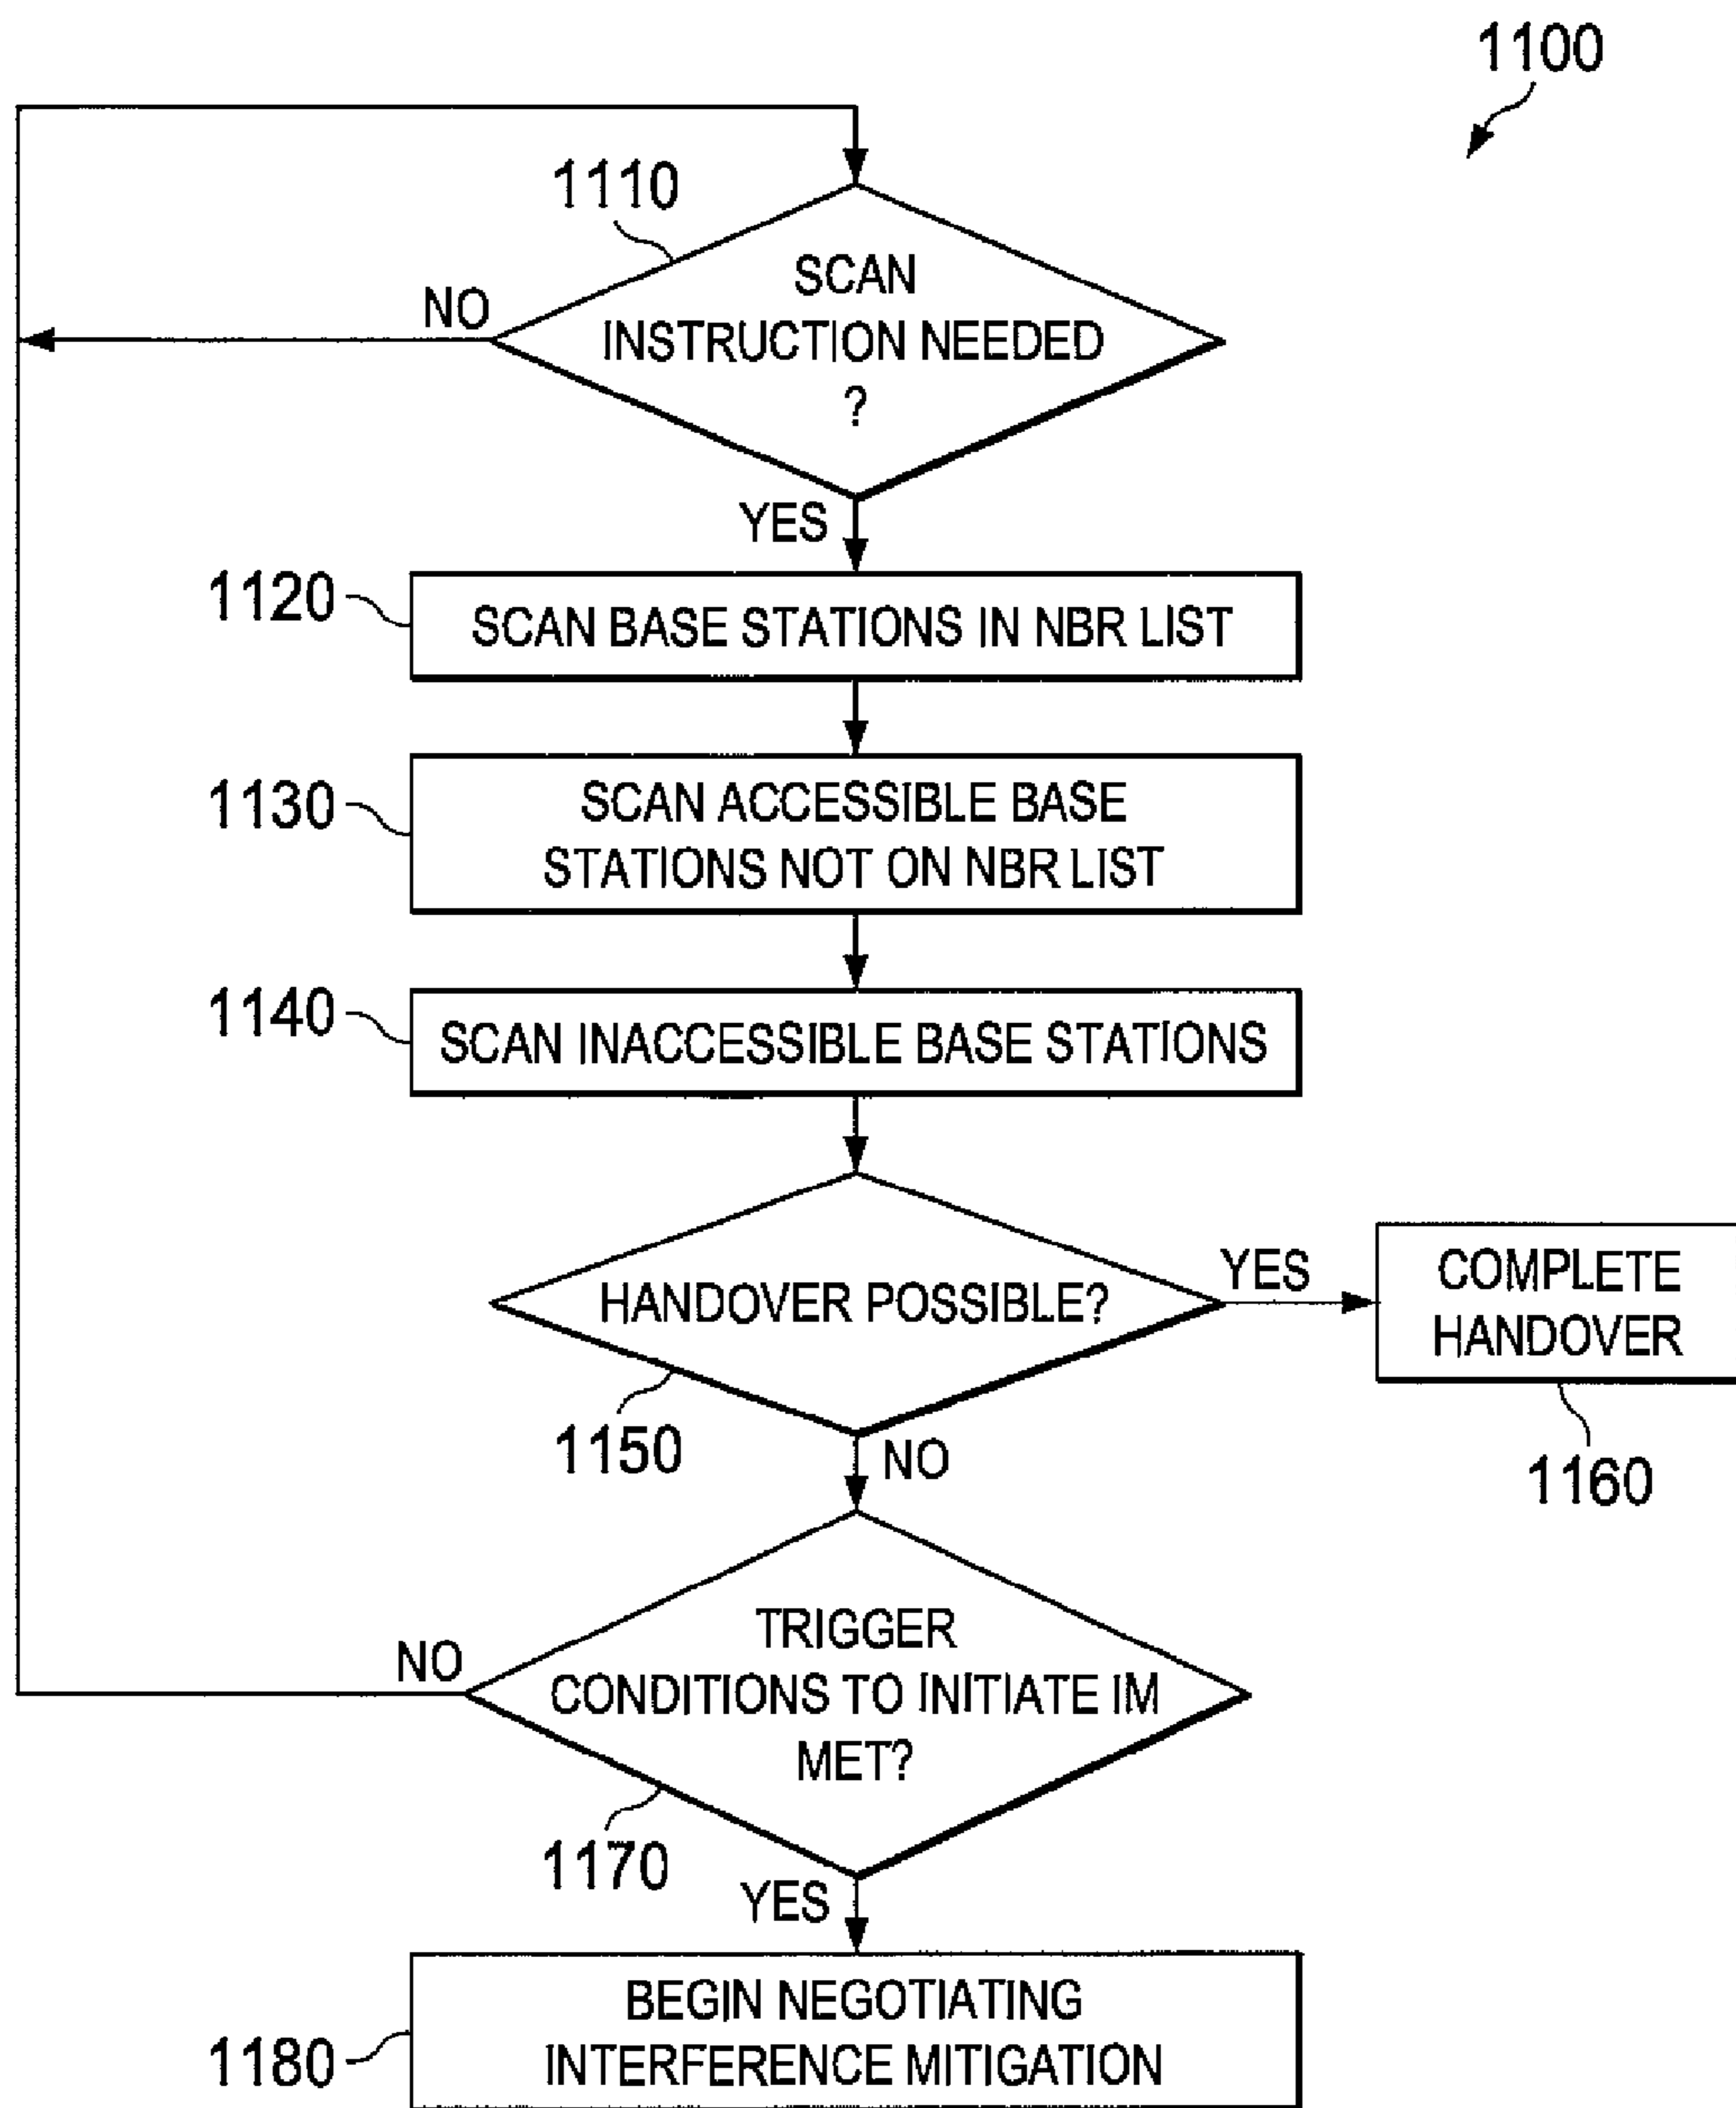 1100
1110
SCAN
INSTRUCTION NEEDED
?
NO
YES
1120
SCAN BASE STATIONS IN NBR LIST
1130
SCAN ACCESSIBLE BASE
STATIONS NOT ON NBR LIST
1140
SCAN INACCESSIBLE BASE STATIONS
HANDOVER POSSIBLE?
YES
COMPLETE
HANDOVER
1150
NO
1160
TRIGGER
CONDITIONS TO INITIATE IM
MET?
NO
1170
YES
BEGIN NEGOTIATING
INTERFERENCE MITIGATION
1180